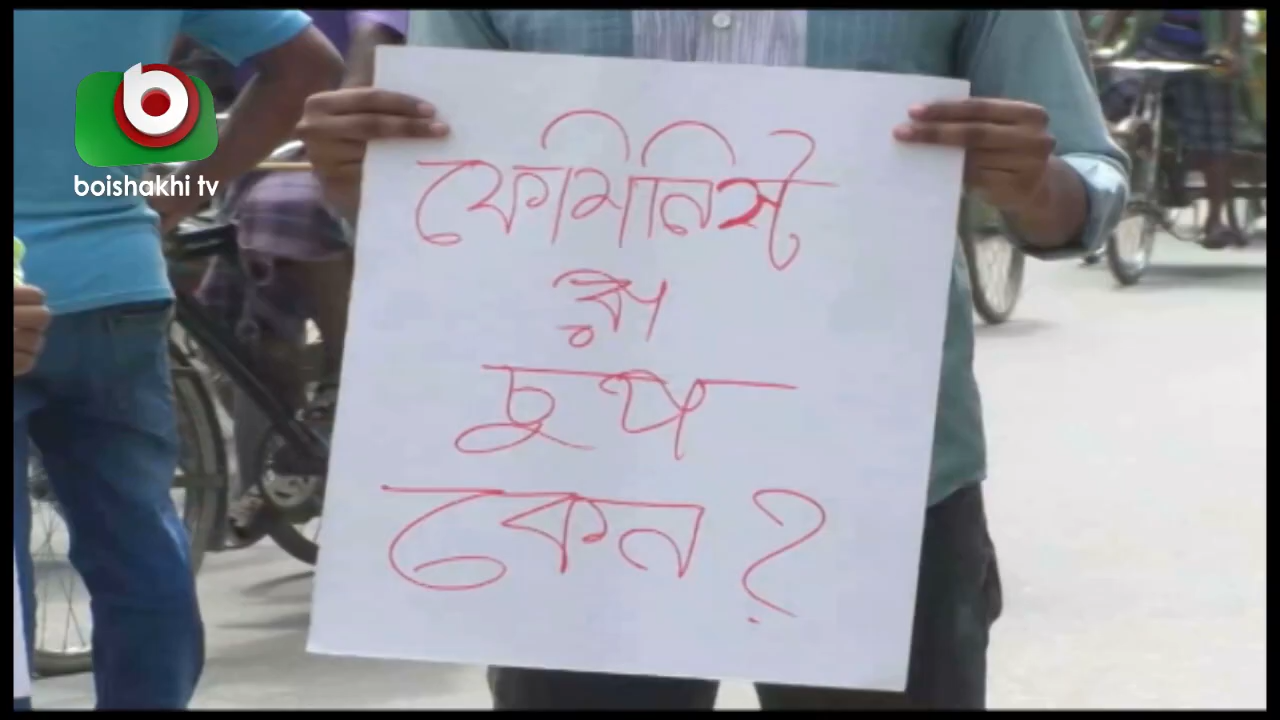 boishakhi tv
ফেমিনিস্ট
রা
চুপ
কেন?